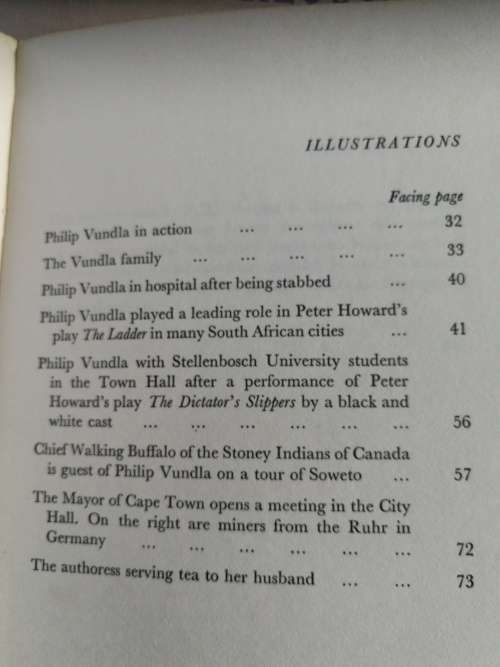 ILLUSTRATIONS
Facing page
Philip Vundla in action ... ... ... ... 32
The Vundla family ... ... ... ... ... 33
Philip Vundla in hospital after being stabbed ... 40
Philip Vundla played a leading role in Peter Howard's
play The Ladder in many South African cities ... 41
Philip Vundla with Stellenbosch University students
in the Town Hall after a performance of Peter
Howard's play The Dictator's Slippers by a black and
white cast ... ... ... ... ... ... 56
Chief Walking Buffalo of the Stoney Indians of Canada
is guest of Philip Vundla on a tour of Soweto ... 57
The Mayor of Cape Town opens a meeting in the City
Hall. On the right are miners from the Ruhr in
Germany ... ... ... ... ... ... 72
The authoress serving tea to her husband ... ... 73